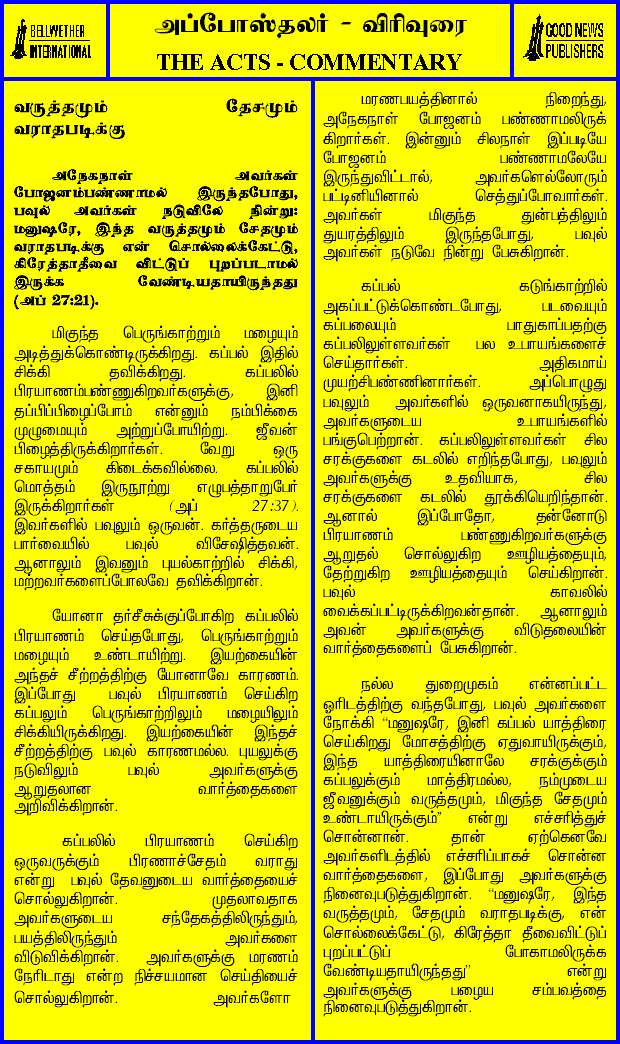 BELLWETHER
INTERNATIONAL
அப்போஸ்தலர் - விரிவுரை
THE ACTS - COMMENTARY
GOOD NEWS
PUBLISHERS
வருத்தமும் தேசமும்
வராதபடிக்கு
அநேகநாள் அவர்கள்
போஜனம்பண்ணாமல் இருந்தபோது,
பவுல் அவர்கள் நடுவிலே நின்று:
மனுஷரே, இந்த வருத்தமும் சேதமும்
வராதபடிக்கு என் சொல்லைக்கேட்டு,
கிரேத்தாதீவை விட்டுப் புறப்படாமல்
இருக்க வேண்டியதாயிருந்தது
(அப் 27:21).
மிகுந்த பெருங்காற்றும் மழையும்
அடித்துக்கொண்டிருக்கிறது. கப்பல் இதில்
சிக்கி தவிக்கிறது. கப்பலில்
பிரயாணம்பண்ணுகிறவர்களுக்கு, இனி
தப்பிப்பிழைப்போம் என்னும் நம்பிக்கை
முழுமையும் அற்றுப்போயிற்று. ஜீவன்
பிழைத்திருக்கிறார்கள். வேறு ஒரு
சகாயமும் கிடைக்கவில்லை. கப்பலில்
மொத்தம் இருநூற்று எழுபத்தாறுபேர்
இருக்கிறார்கள் (அப் 27:37).
இவர்களில் பவுலும் ஒருவன். கர்த்தருடைய
பார்வையில் பவுல் விசேஷித்தவன்.
ஆனாலும் இவனும் புயல்காற்றில் சிக்கி,
மற்றவர்களைப்போலவே தவிக்கிறான்.
யோனா தர்சீசுக்குப்போகிற கப்பலில்
பிரயாணம் செய்தபோது, பெருங்காற்றும்
மழையும் உண்டாயிற்று. இயற்கையின்
அந்தச் சீற்றத்திற்கு யோனாவே காரணம்.
இப்போது பவுல் பிரயாணம் செய்கிற
கப்பலும் பெருங்காற்றிலும் மழையிலும்
சிக்கியிருக்கிறது. இயற்கையின் இந்தச்
சீற்றத்திற்கு பவுல் காரணமல்ல. புயலுக்கு
நடுவிலும் பவுல் அவர்களுக்கு
ஆறுதலான வார்த்தைகளை
அறிவிக்கிறான்.
கப்பலில் பிரயாணம் செய்கிற
ஒருவருக்கும் பிரணாச்சேதம் வராது
என்று பவுல் தேவனுடைய வார்த்தையைச்
சொல்லுகிறான். முதலாவதாக
அவர்களுடைய சந்தேகத்திலிருந்தும்,
பயத்திலிருந்தும் அவர்களை
விடுவிக்கிறான். அவர்களுக்கு மரணம்
நேரிடாது என்ற நிச்சயமான செய்தியைச்
சொல்லுகிறான். அவர்களோ
மரணபயத்தினால் நிறைந்து,
அநேகநாள் போஜனம் பண்ணாமலிருக்
கிறார்கள். இன்னும் சிலநாள் இப்படியே
போஜனம் பண்ணாமலேயே
இருந்துவிட்டால், அவர்களெல்லோரும்
பட்டினியினால் செத்துப்போவார்கள்.
அவர்கள் மிகுந்த துன்பத்திலும்
துயரத்திலும் இருந்தபோது, பவுல்
அவர்கள் நடுவே நின்று பேசுகிறான்.
கப்பல் கடுங்காற்றில்
அகப்பட்டுக்கொண்டபோது, படவையும்
கப்பலையும் பாதுகாப்பதற்கு
கப்பலிலுள்ளவர்கள் பல உபாயங்களைச்
செய்தார்கள். அதிகமாய்
முயற்சிபண்ணினார்கள். அப்பொழுது
பவுலும் அவர்களில் ஒருவனாகயிருந்து,
அவர்களுடைய உபாயங்களில்
பங்குபெற்றான். கப்பலிலுள்ளவர்கள் சில
சரக்குகளை கடலில் எறிந்தபோது, பவுலும்
அவர்களுக்கு உதவியாக, சில
சரக்குகளை கடலில் தூக்கியெறிந்தான்.
ஆனால் இப்போதோ, தன்னோடு
பிரயாணம் பண்ணுகிறவர்களுக்கு
ஆறுதல் சொல்லுகிற ஊழியத்தையும்,
தேற்றுகிற ஊழியத்தையும் செய்கிறான்.
பவுல் காவலில்
வைக்கப்பட்டிருக்கிறவன்தான். ஆனாலும்
அவன் அவர்களுக்கு விடுதலையின்
வார்த்தைகளைப் பேசுகிறான்.
நல்ல துறைமுகம் என்னப்பட்ட
ஓரிடத்திற்கு வந்தபோது, பவுல் அவர்களை
நோக்கி “மனுஷரே, இனி கப்பல் யாத்திரை
செய்கிறது மோசத்திற்கு ஏதுவாயிருக்கும்,
இந்த யாத்திரையினாலே சரக்குக்கும்
கப்பலுக்கும் மாத்திரமல்ல, நம்முடைய
ஜீவனுக்கும் வருத்தமும், மிகுந்த சேதமும்
உண்டாயிருக்கும்” என்று எச்சரித்துச்
சொன்னான். தான் ஏற்கெனவே
அவர்களிடத்தில் எச்சரிப்பாகச் சொன்ன
வார்த்தைகளை, இப்போது அவர்களுக்கு
நினைவுபடுத்துகிறான். “மனுஷரே, இந்த
வருத்தமும், சேதமும் வராதபடிக்கு, என்
சொல்லைக்கேட்டு, கிரேத்தா தீவைவிட்டுப்
புறப்பட்டுப் போகாமலிருக்க
வேண்டியதாயிருந்தது” என்று
அவர்களுக்கு பழைய சம்பவத்தை
நினைவுபடுத்துகிறான்.